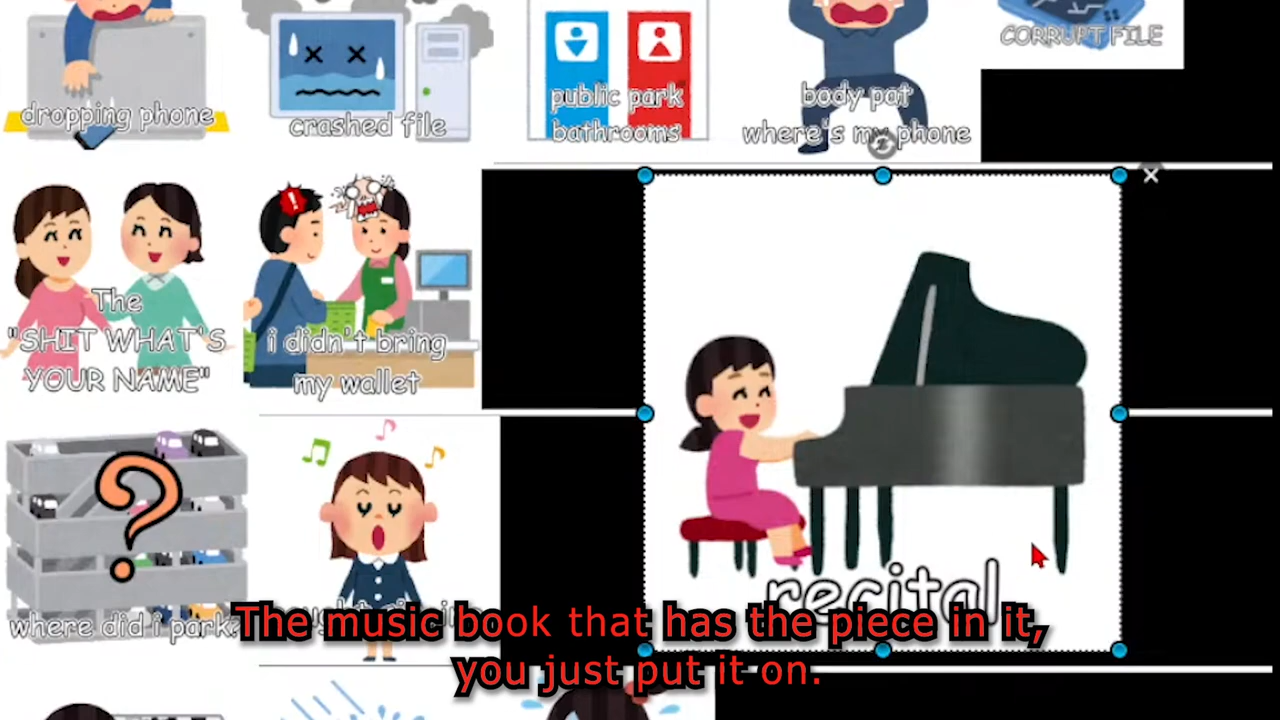 CORRUPT FILE
dropping phone
crashed file
public park
bathrooms
body pat
where's my phone
The
"SHIT WHAT'S
YOUR NAME"
i didn't bring
my wallet
recital
where did i park?
The music book that has the piece in it,
you just put it on.